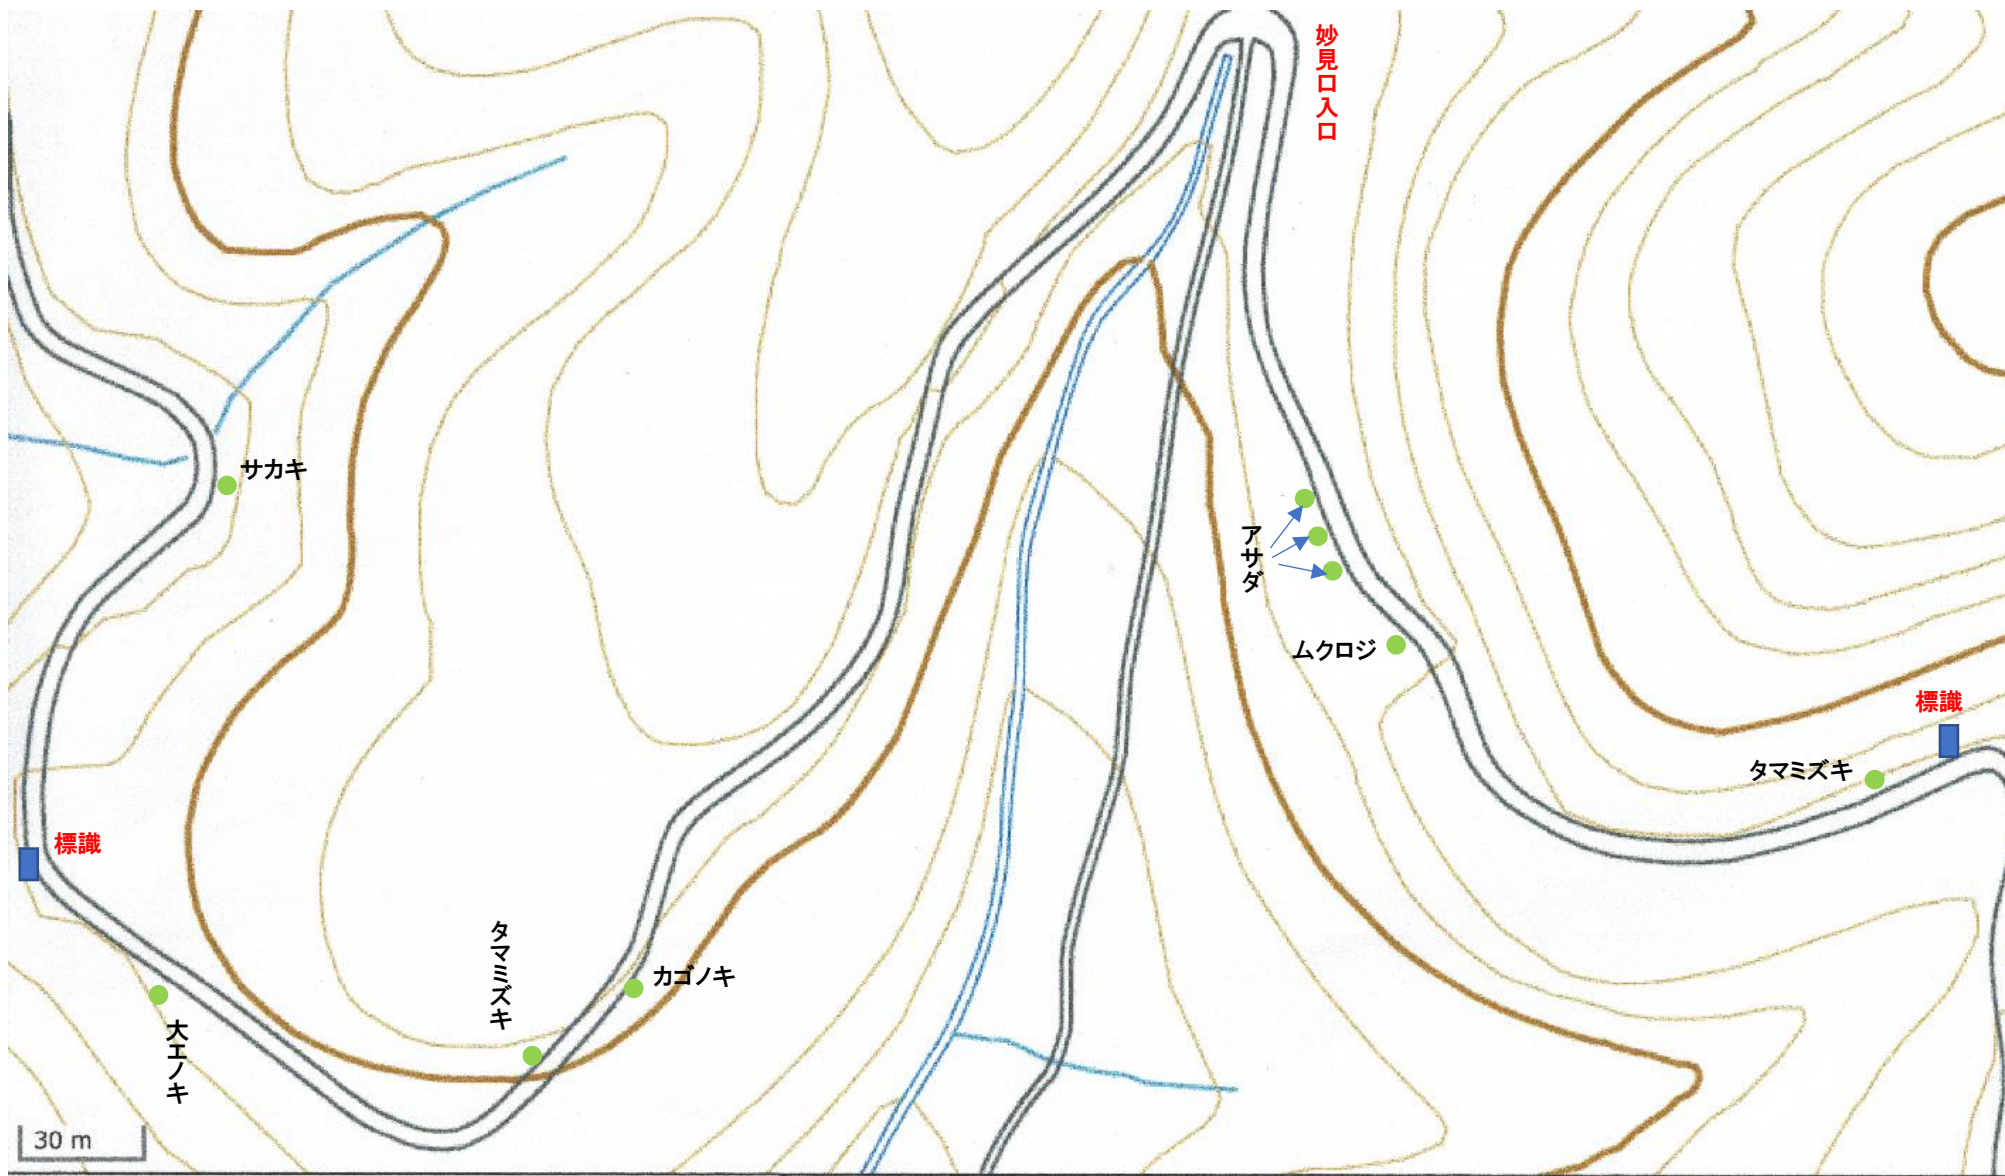 妙見口入口
サカキ
アサダ
ムクロジ
標識
タマミズキ
標識
タマミズキ
カゴノキ
大エノキ
30 m